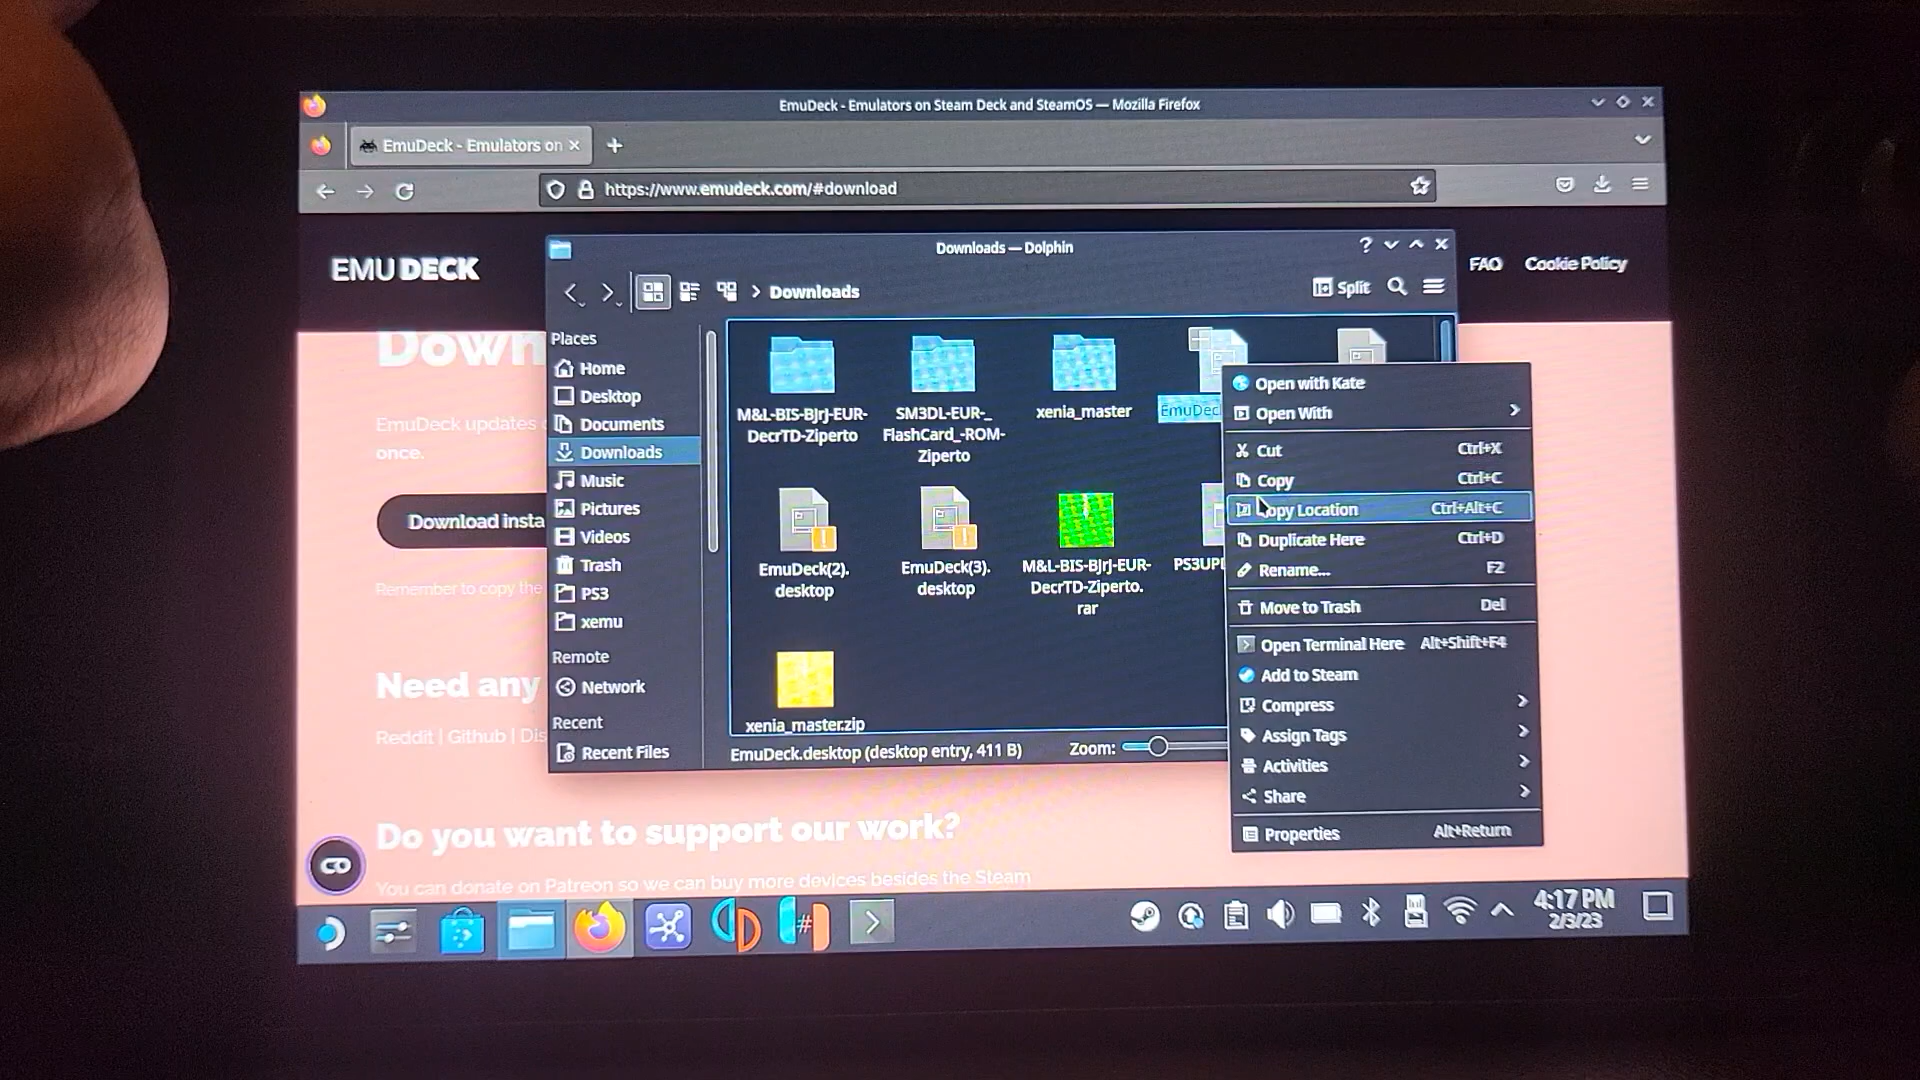 EmuDeck - Emulators on Steam Deck and SteamOS — Mozilla Firefox
EmuDeck - Emulators on
https://www.emudeck.com/#download
EMU DECK
FAQ
Cookie Policy
Downloads — Dolphin
Downloads
Split
Places
Home
Desktop
Documents
Downloads
Music
Pictures
Videos
Trash
PS3
xemu
Remote
Network
Recent
Recent Files
M&L-BIS-BJrJ-EUR-
DecrTD-Ziperto
SM3DL-EUR-_
FlashCard_-ROM-
Ziperto
xenia_master
EmuDec
EmuDeck(2).
desktop
EmuDeck(3).
desktop
M&L-BIS-BJrJ-EUR-
DecrTD-Ziperto.
rar
PS3UP
xenia_master.zip
EmuDeck.desktop (desktop entry, 411 B)
Zoom:
Open with Kate
Open With
Cut Ctrl+X
Copy Ctrl+C
opy Location Ctrl+Alt+C
Duplicate Here Ctrl+D
Rename... F2
Move to Trash Del
Open Terminal Here Alt+Shift+F4
Add to Steam
Compress
Assign Tags
Activities
Share
Properties Alt+Return
Down
EmuDeck updates
once.
Download insta
Remember to copy the
Need any
Reddit | Github | Dis
Do you want to support our work?
You can donate on Patreon so we can buy more devices besides the Steam
4:17 PM
2/3/23